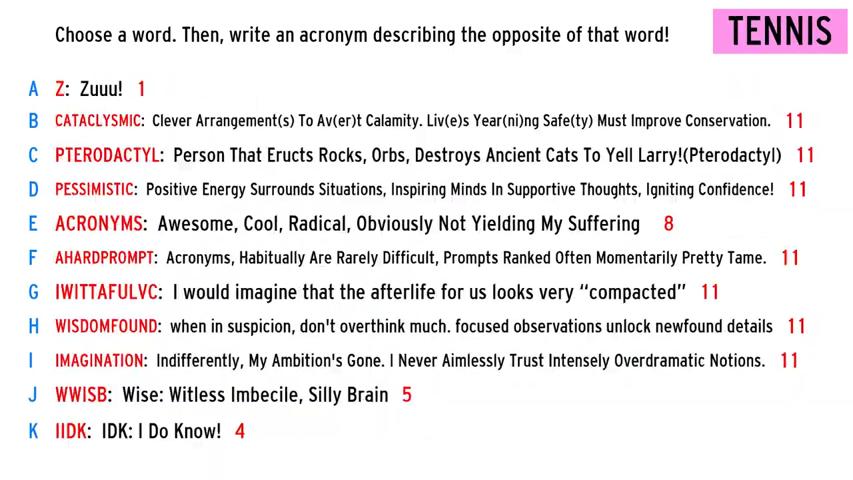 Choose a word. Then, write an acronym describing the opposite of that word!
TENNIS
A Z: Zuuu! 1
B CATACLYSMIC: Clever Arrangement(s) To Av(er)t Calamity. Liv(e)s Year(ni)ng Safe(ty) Must Improve Conservation. 11
C PTERODACTYL: Person That Eructs Rocks, Orbs, Destroys Ancient Cats To Yell Larry!(Pterodactyl) 11
D PESSIMISTIC: Positive Energy Surrounds Situations, Inspiring Minds In Supportive Thoughts, Igniting Confidence! 11
E ACRONYMS: Awesome, Cool, Radical, Obviously Not Yielding My Suffering 8
F AHARDPROMPT: Acronyms, Habitually Are Rarely Difficult, Prompts Ranked Often Momentarily Pretty Tame. 11
G IWITTAFULVC: I would imagine that the afterlife for us looks very “compacted” 11
H WISDOMFOUND: when in suspicion, don't overthink much. focused observations unlock newfound details 11
I IMAGINATION: Indifferently, My Ambition's Gone. I Never Aimlessly Trust Intensely Overdramatic Notions. 11
J WWISB: Wise: Witless Imbecile, Silly Brain 5
K IIDK: IDK: I Do Know! 4